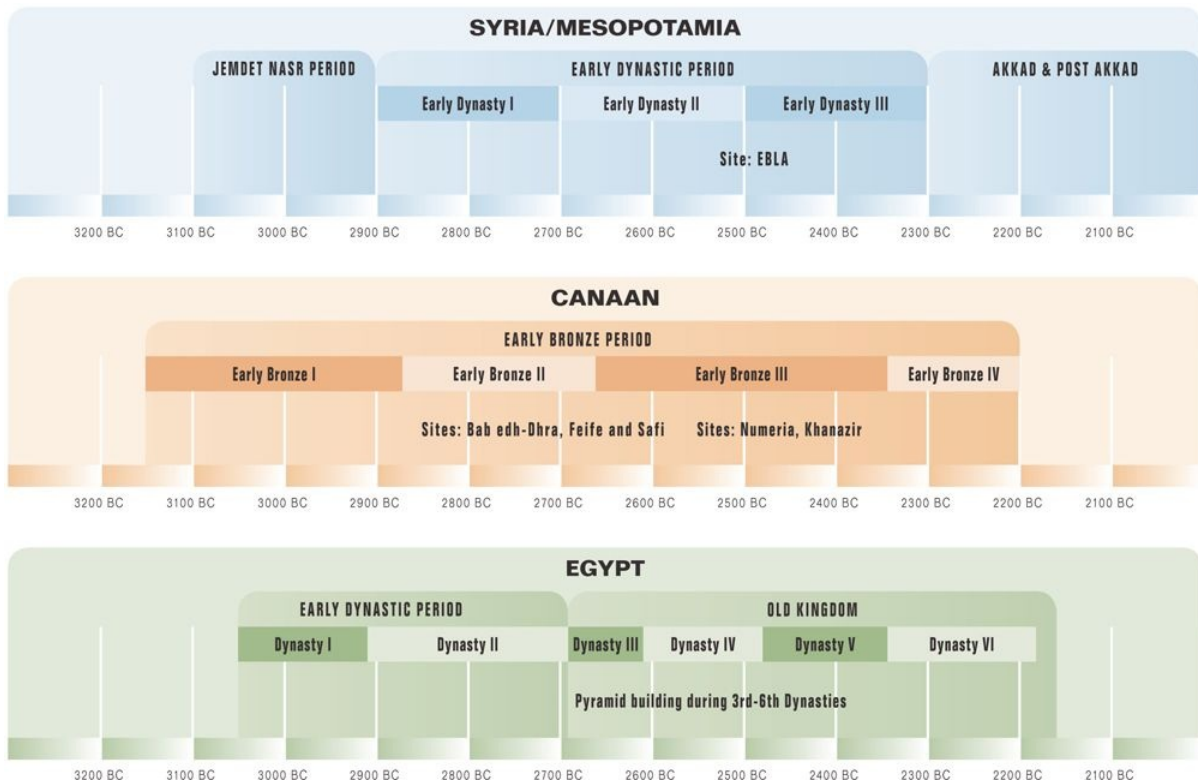 SYRIA/MESOPOTAMIA
JEMDET NASR PERIOD EARLY DYNASTIC PERIOD AKKAD & POST AKKAD
Early Dynasty I Early Dynasty II Early Dynasty III
Site: EBLA
3200 BC 3100 BC 3000 BC 2900 BC 2800 BC 2700 BC 2600 BC 2500 BC 2400 BC 2300 BC 2200 BC 2100 BC
CANAAN
EARLY BRONZE PERIOD
Early Bronze I Early Bronze II Early Bronze III Early Bronze IV
Sites: Bab edh-Dhra, Feife and Safi Sites: Numeria, Khanazir
3200 BC 3100 BC 3000 BC 2900 BC 2800 BC 2700 BC 2600 BC 2500 BC 2400 BC 2300 BC 2200 BC 2100 BC
EGYPT
EARLY DYNASTIC PERIOD OLD KINGDOM
Dynasty I Dynasty II Dynasty III Dynasty IV Dynasty V Dynasty VI
Pyramid building during 3rd-6th Dynasties
3200 BC 3100 BC 3000 BC 2900 BC 2800 BC 2700 BC 2600 BC 2500 BC 2400 BC 2300 BC 2200 BC 2100 BC